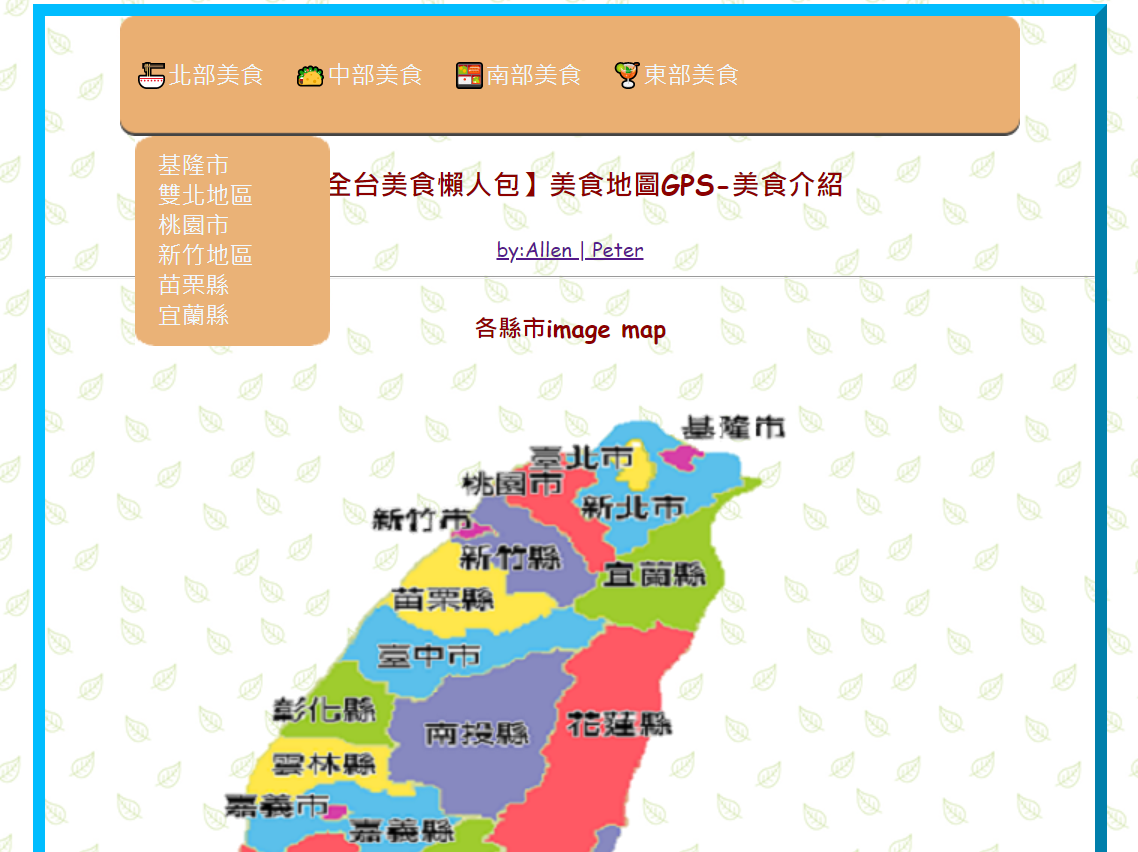 北部美食 中部美食 南部美食 東部美食
基隆市
雙北地區
桃園市
新竹地區
苗栗縣
宜蘭縣
全台美食懶人包】美食地圖GPS-美食介紹
by:Allen | Peter
各縣市image map
基隆市
臺北市
桃園市
新北市
新竹市
新竹縣
宜蘭縣
苗栗縣
臺中市
彰化縣
南投縣
花蓮縣
雲林縣
嘉義市
嘉義縣